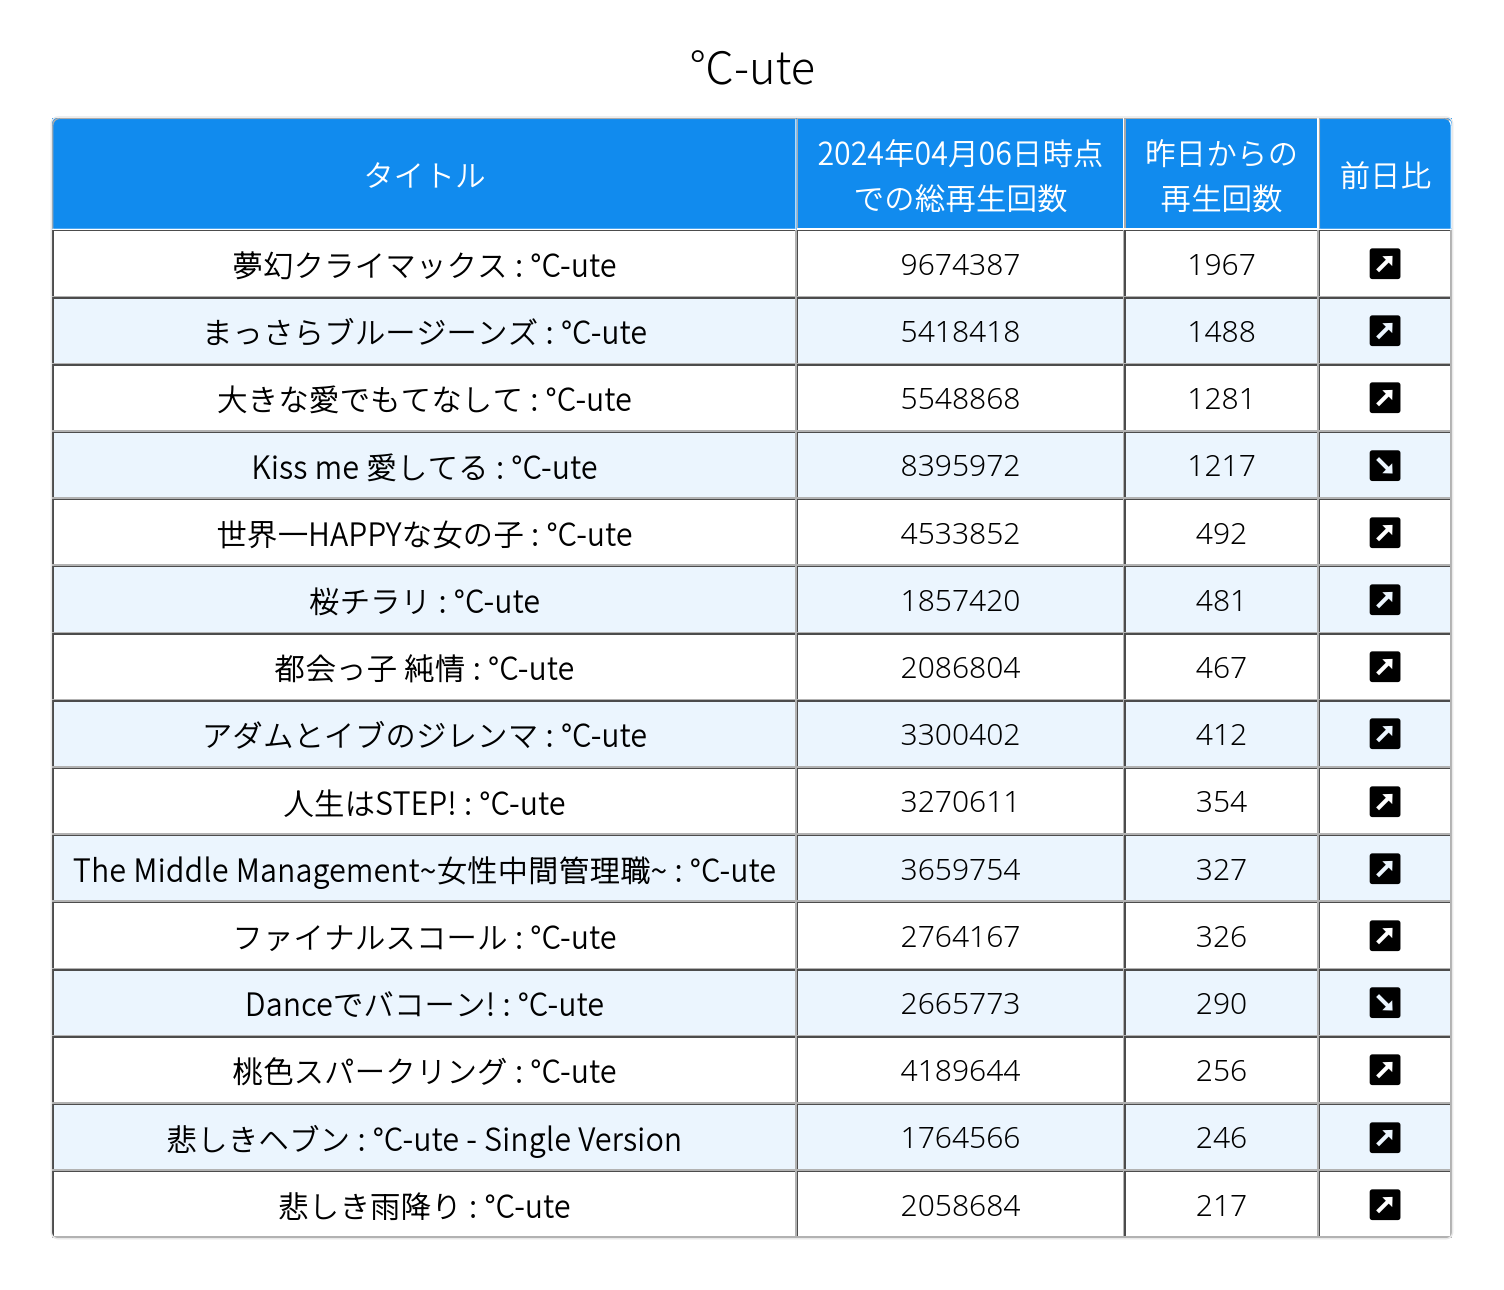 ℃-ute
タイトル 2024年04月06日時点 昨日からの 前日比
での総再生回数 再生回数
夢幻クライマックス : ℃-ute 9674387 1967 ↗
まっさらブルージーンズ : ℃-ute 5418418 1488 ↗
大きな愛でもてなして : ℃-ute 5548868 1281 ↗
Kiss me 愛してる : ℃-ute 8395972 1217 ↘
世界一HAPPYな女の子 : ℃-ute 4533852 492 ↗
桜チラリ : ℃-ute 1857420 481 ↗
都会っ子 純情 : ℃-ute 2086804 467 ↗
アダムとイブのジレンマ : ℃-ute 3300402 412 ↗
人生はSTEP! : ℃-ute 3270611 354 ↗
The Middle Management~女性中間管理職~ : ℃-ute 3659754 327 ↗
ファイナルスコール : ℃-ute 2764167 326 ↗
Danceでバコーン! : ℃-ute 2665773 290 ↘
桃色スパークリング : ℃-ute 4189644 256 ↗
悲しきヘブン : ℃-ute - Single Version 1764566 246 ↗
悲しき雨降り : ℃-ute 2058684 217 ↗